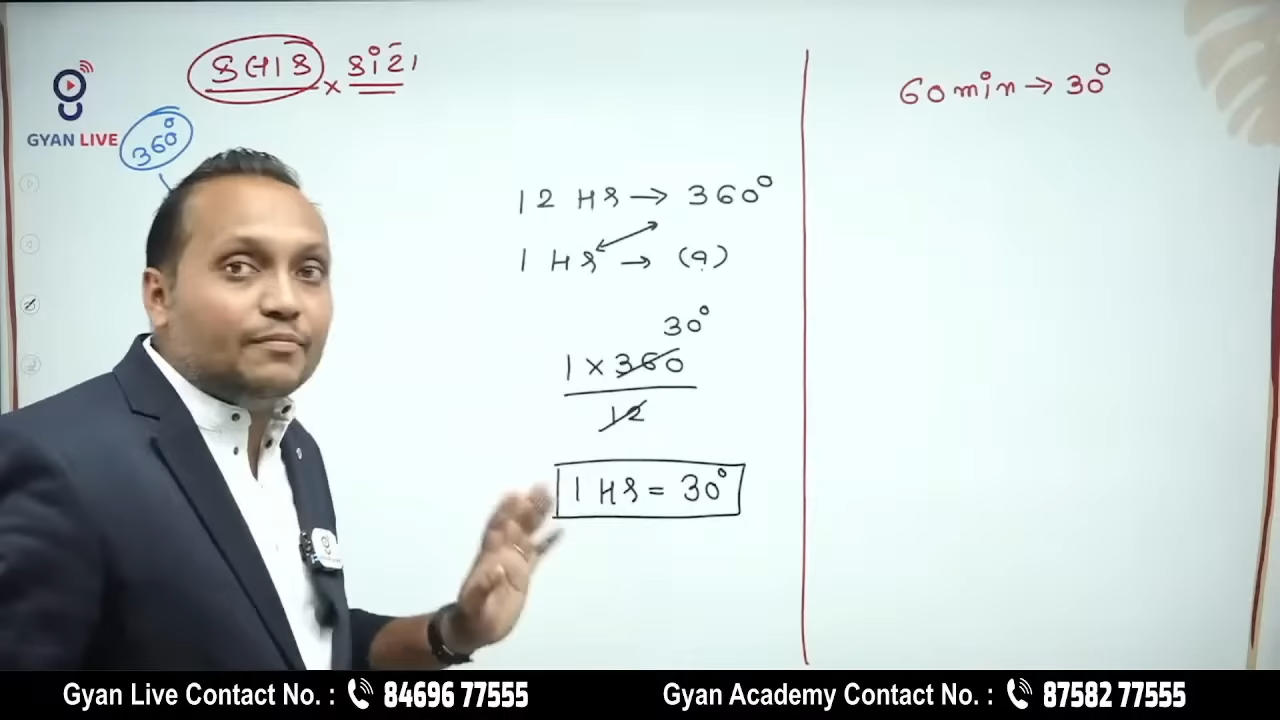 કલાક × કાંટો
GYAN LIVE
360°
12 Hr → 360°
1 Hr → (?)
30°
1 × 360
12
1 Hr = 30°
60 min → 30°
Gyan Live Contact No. : 84696 77555
Gyan Academy Contact No. : 87582 77555